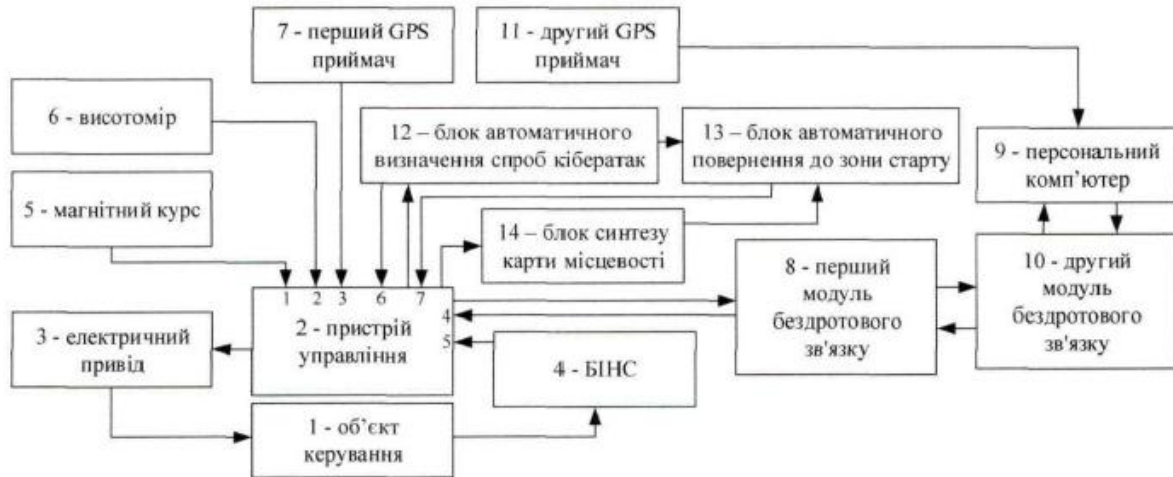 7 - перший GPS
приймач
11 - другий GPS
приймач
6 - висотомір
12 – блок автоматичного
визначення спроб кібератак
13 – блок автоматичного
повернення до зони старту
9 - персональний
комп’ютер
5 - магнітний курс
14 – блок синтезу
карти місцевості
8 - перший
модуль
бездротового
зв'язку
10 - другий
модуль
бездротового
зв'язку
1 2 3 6 7
4
5
2 - пристрій
управління
3 - електричний
привід
4 - БІНС
1 - об’єкт
керування